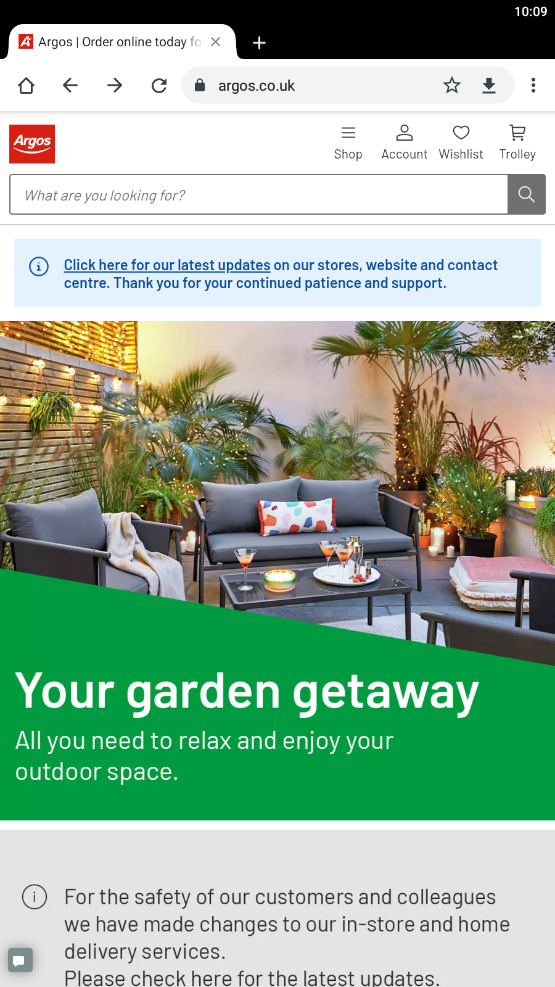 10:09
Argos | Order online today fo
argos.co.uk
Argos
Shop Account Wishlist Trolley
What are you looking for?
Click here for our latest updates on our stores, website and contact
centre. Thank you for your continued patience and support.
Your garden getaway
All you need to relax and enjoy your
outdoor space.
For the safety of our customers and colleagues
we have made changes to our in-store and home
delivery services.
Please check here for the latest updates.